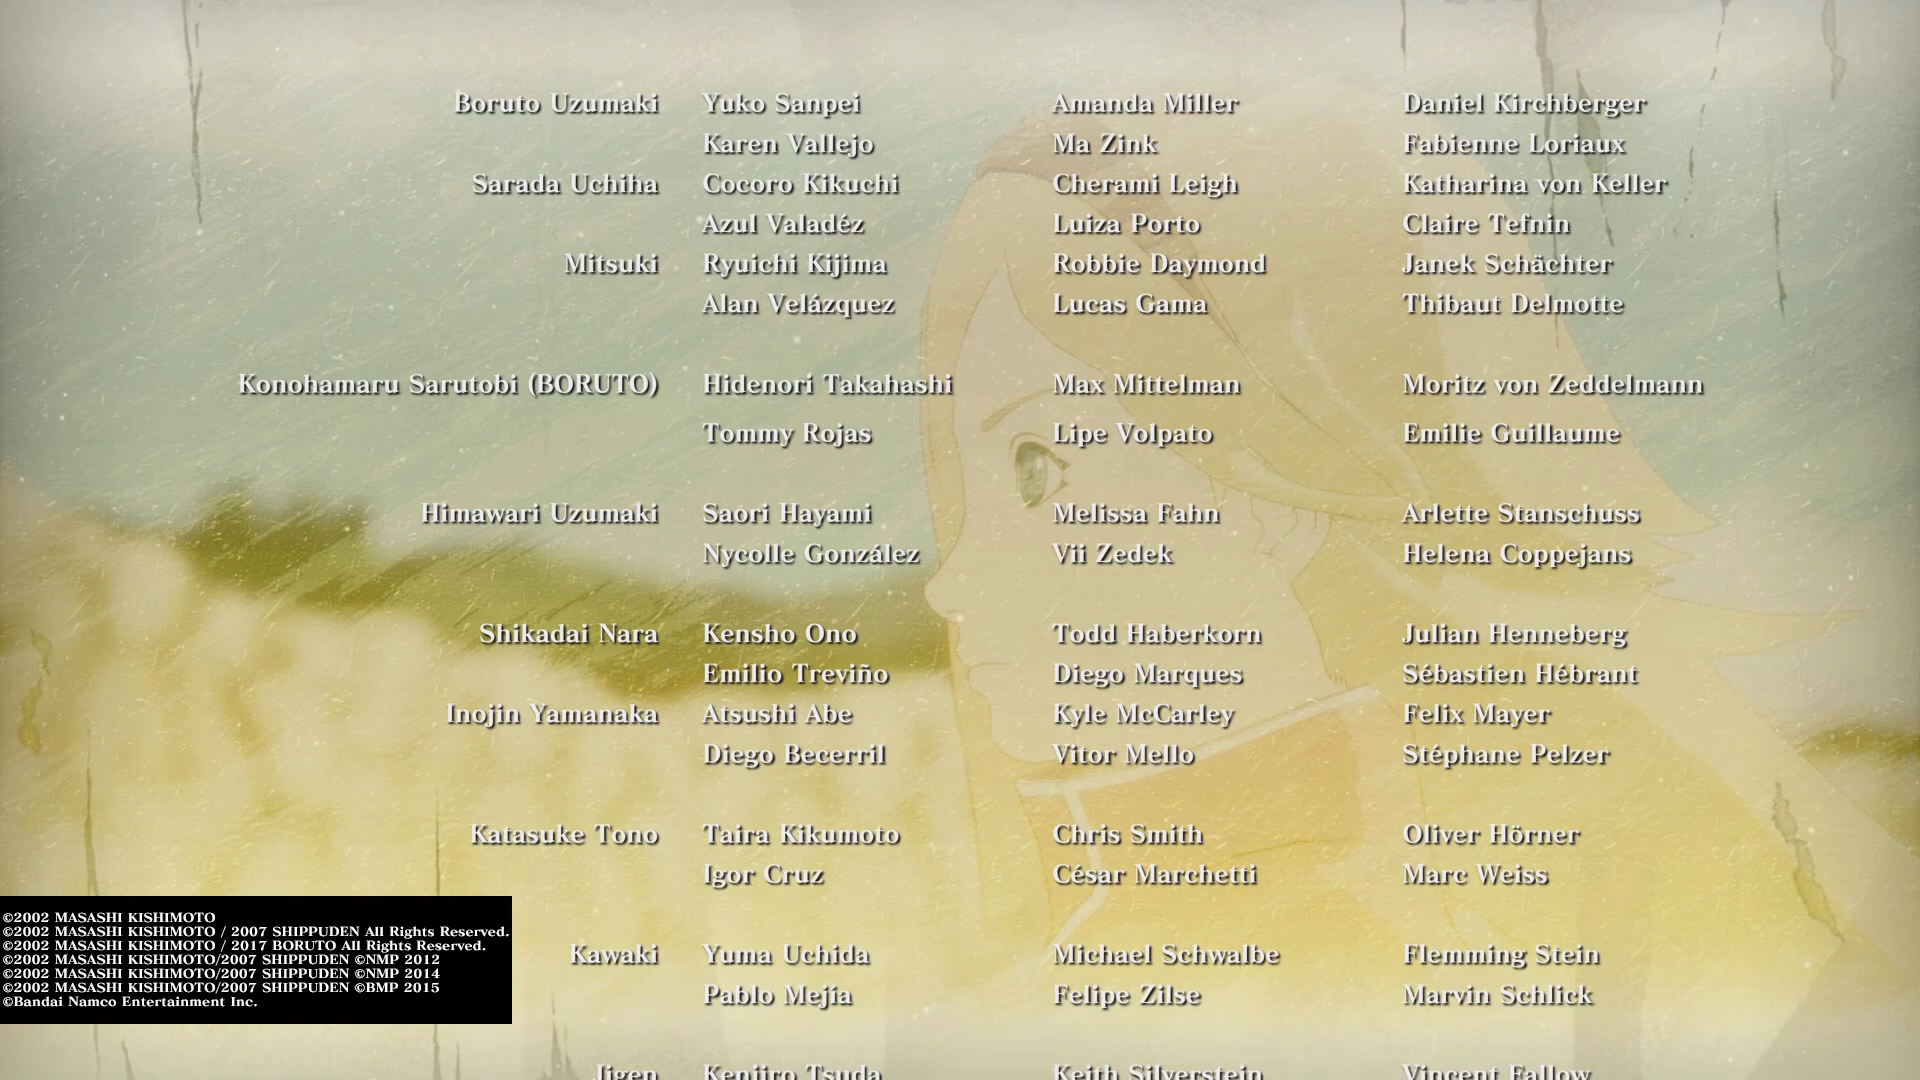 Boruto Uzumaki Yuko Sanpei Amanda Miller Daniel Kirchberger
Karen Vallejo Ma Zink Fabienne Loriaux
Sarada Uchiha Cocoro Kikuchi Cherami Leigh Katharina von Keller
Azul Valadéz Luiza Porto Claire Tefnin
Mitsuki Ryuichi Kijima Robbie Daymond Janek Schächter
Alan Velázquez Lucas Gama Thibaut Delmotte
Konohamaru Sarutobi (BORUTO) Hidenori Takahashi Max Mittelman Moritz von Zeddelmann
Tommy Rojas Lipe Volpato Emilie Guillaume
Himawari Uzumaki Saori Hayami Melissa Fahn Arlette Stanschuss
Nycolle González Vii Zedek Helena Coppejans
Shikadai Nara Kensho Ono Todd Haberkorn Julian Henneberg
Emilio Treviño Diego Marques Sébastien Hébrant
Inojin Yamanaka Atsushi Abe Kyle McCarley Felix Mayer
Diego Becerril Vitor Mello Stéphane Pelzer
Katasuke Tono Taira Kikumoto Chris Smith Oliver Hörner
Igor Cruz César Marchetti Marc Weiss
Kawaki Yuma Uchida Michael Schwalbe Flemming Stein
Pablo Mejía Felipe Zilse Marvin Schlick
Jigen Kenjiro Tsuda Keith Silverstein Vincent Fallow
©2002 MASASHI KISHIMOTO
©2002 MASASHI KISHIMOTO / 2007 SHIPPUDEN All Rights Reserved.
©2002 MASASHI KISHIMOTO / 2017 BORUTO All Rights Reserved.
©2002 MASASHI KISHIMOTO/2007 SHIPPUDEN ©NMP 2012
©2002 MASASHI KISHIMOTO/2007 SHIPPUDEN ©NMP 2014
©2002 MASASHI KISHIMOTO/2007 SHIPPUDEN ©BMP 2015
©Bandai Namco Entertainment Inc.